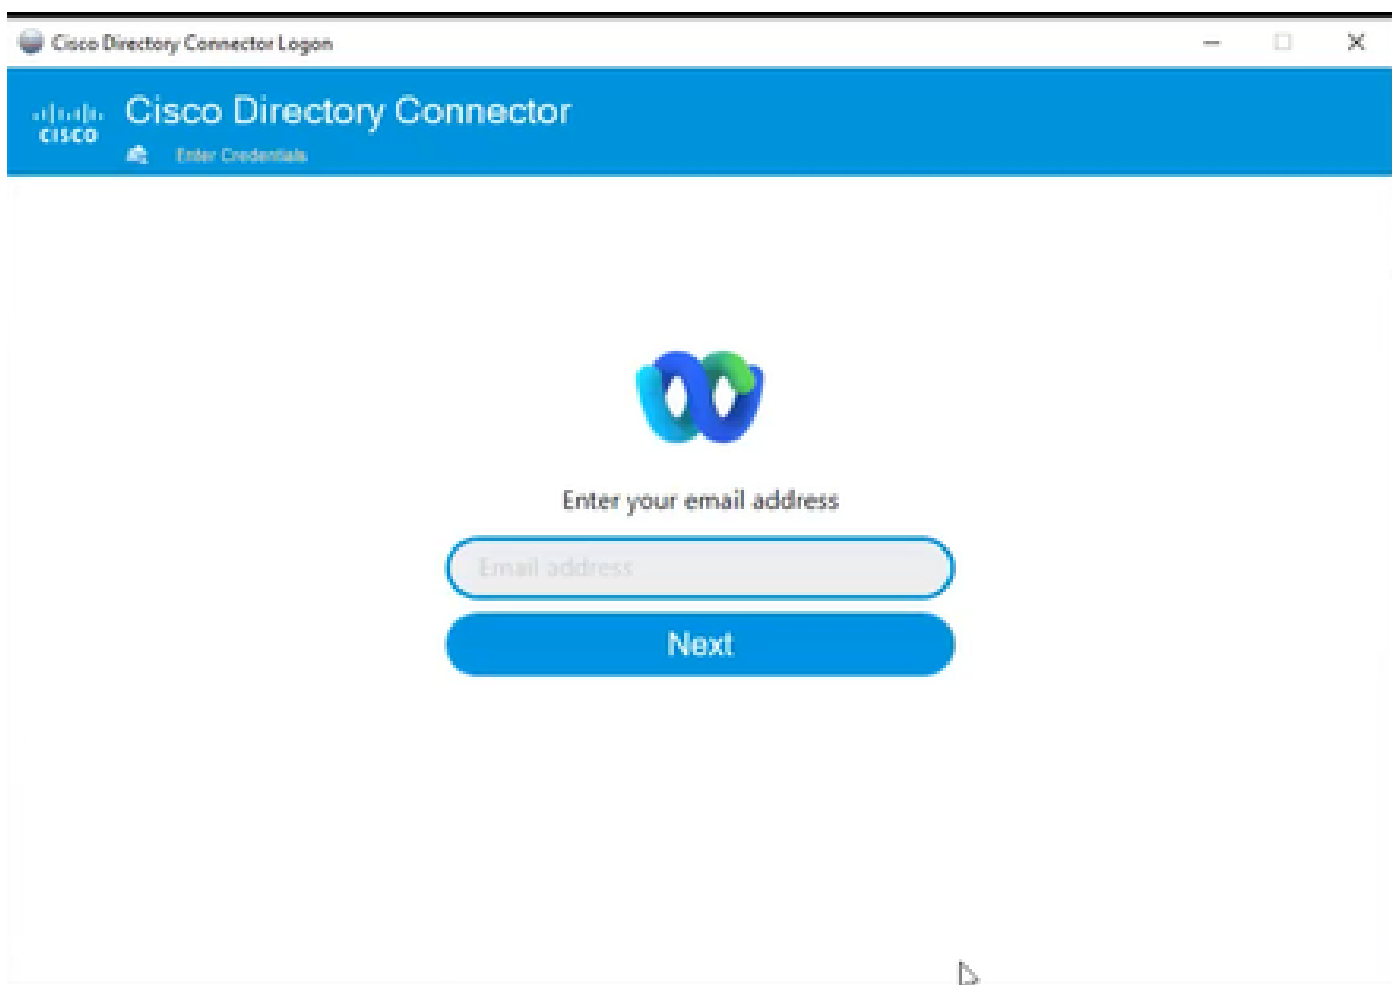 Cisco Directory Connector Logon
CISCO
Cisco Directory Connector
Enter Credentials
Enter your email address
Email address
Next